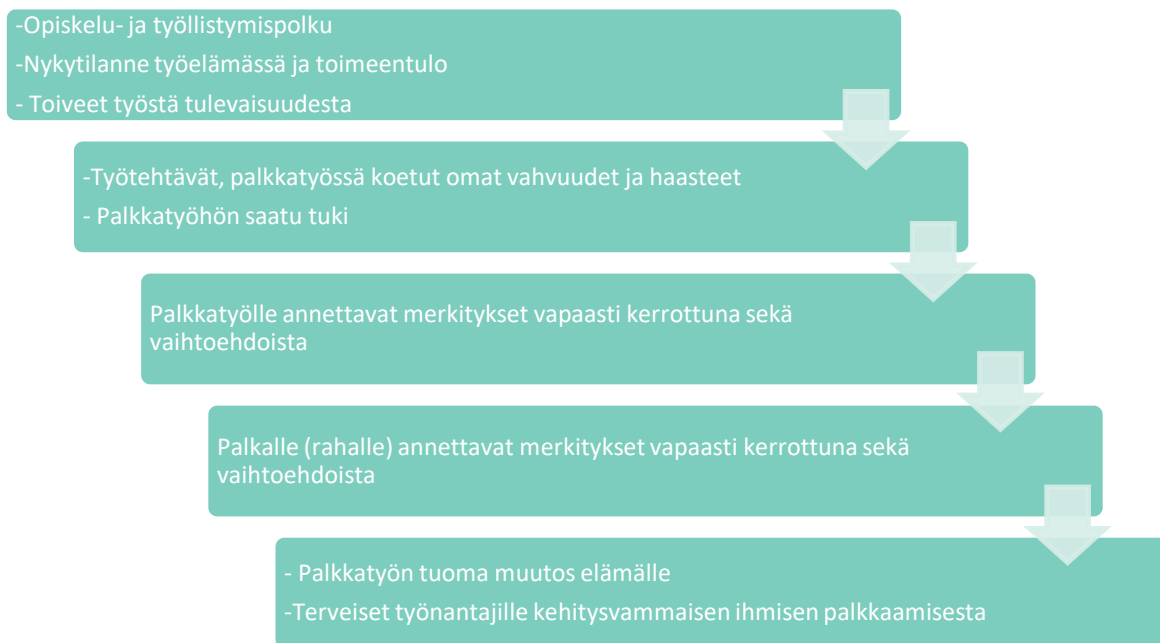 -Opiskelu- ja työllistymispolku
-Nykytilanne työelämässä ja toimeentulo
- Toiveet työstä tulevaisuudesta
-Työtehtävät, palkkatyössä koetut omat vahvuudet ja haasteet
- Palkkatyöhön saatu tuki
Palkkatyölle annettavat merkitykset vapaasti kerrottuna sekä
vaihtoehdoista
Palkalle (rahalle) annettavat merkitykset vapaasti kerrottuna sekä
vaihtoehdoista
- Palkkatyön tuoma muutos elämälle
-Terveiset työnantajille kehitysvammaisen ihmisen palkkaamisesta